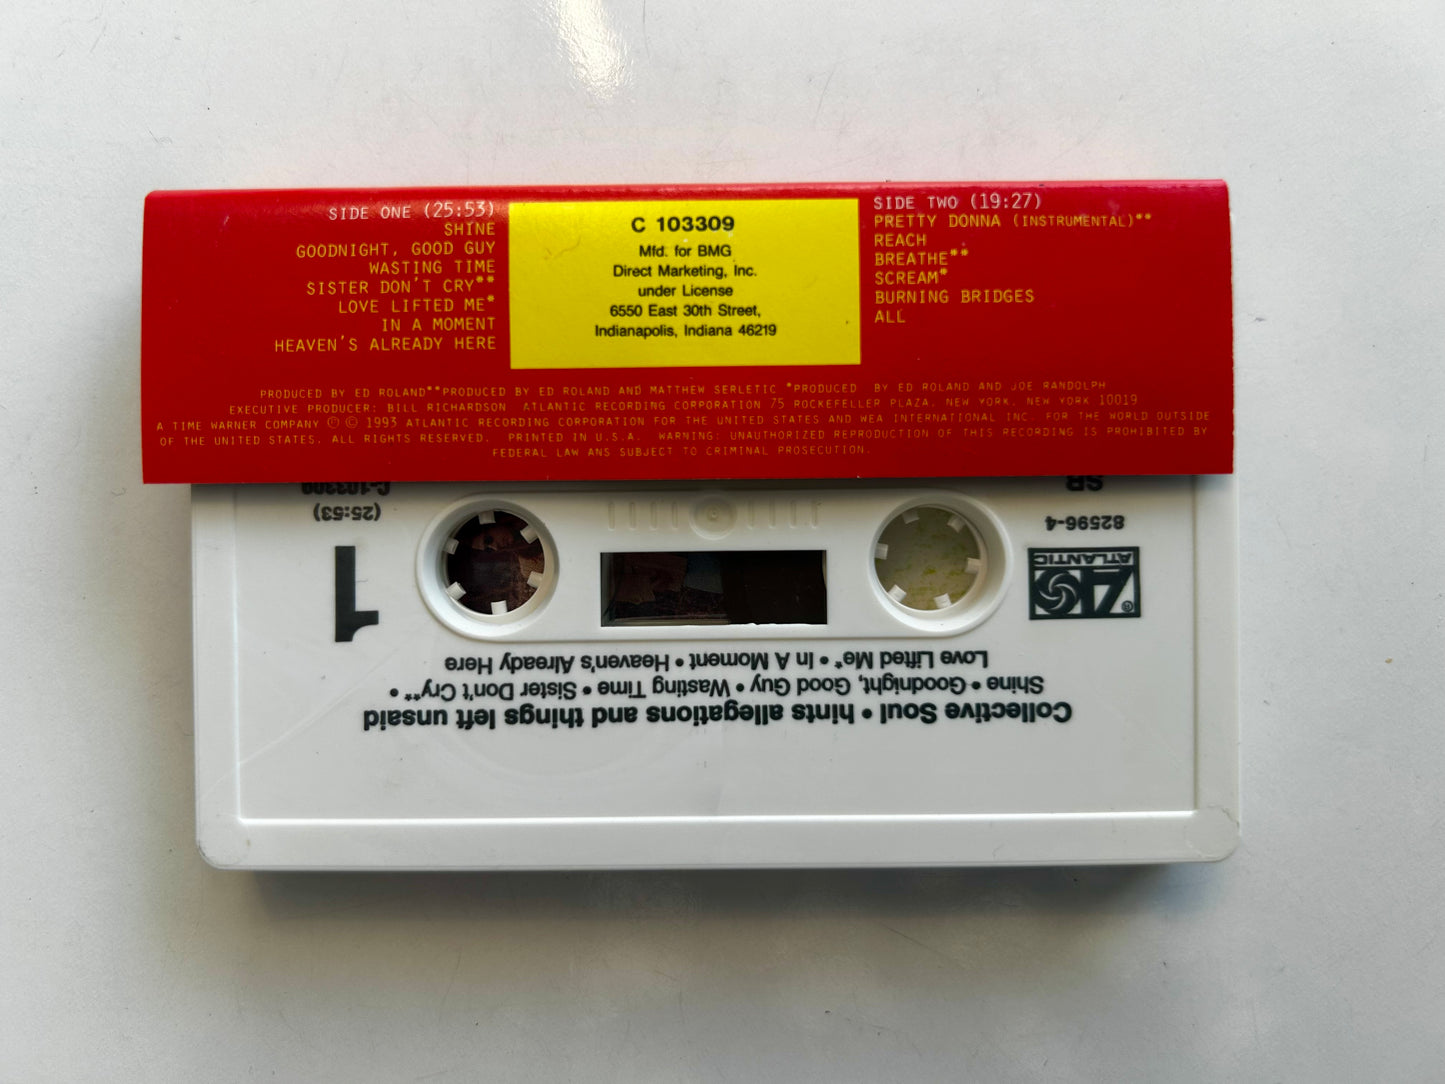 SIDE ONE (25:53)
SHINE
GOODNIGHT, GOOD GUY
WASTING TIME
SISTER DON'T CRY**
LOVE LIFTED ME*
IN A MOMENT
HEAVEN'S ALREADY HERE
C 103309
Mfd. for BMG
Direct Marketing, Inc.
under License
6550 East 30th Street,
Indianapolis, Indiana 46219
SIDE TWO (19:27)
PRETTY DONNA (INSTRUMENTAL)**
REACH
BREATHE**
SCREAM*
BURNING BRIDGES
ALL
PRODUCED BY ED ROLAND**PRODUCED BY ED ROLAND AND MATTHEW SERLETIC *PRODUCED BY ED ROLAND AND JOE RANDOLPH
EXECUTIVE PRODUCER: BILL RICHARDSON ATLANTIC RECORDING CORPORATION 75 ROCKEFELLER PLAZA, NEW YORK, NEW YORK 10019
A TIME WARNER COMPANY ℗ © 1993 ATLANTIC RECORDING CORPORATION FOR THE UNITED STATES AND WEA INTERNATIONAL INC. FOR THE WORLD OUTSIDE
OF THE UNITED STATES. ALL RIGHTS RESERVED. PRINTED IN U.S.A. WARNING: UNAUTHORIZED REPRODUCTION OF THIS RECORDING IS PROHIBITED BY
FEDERAL LAW ANS SUBJECT TO CRIMINAL PROSECUTION.
Collective Soul • hints allegations and things left unsaid
Shine • Goodnight, Good Guy • Wasting Time • Sister Don't Cry** •
Love Lifted Me* • In A Moment • Heaven's Already Here
ATLANTIC
®
82596-4
SR
1
(25:53)
C-103309